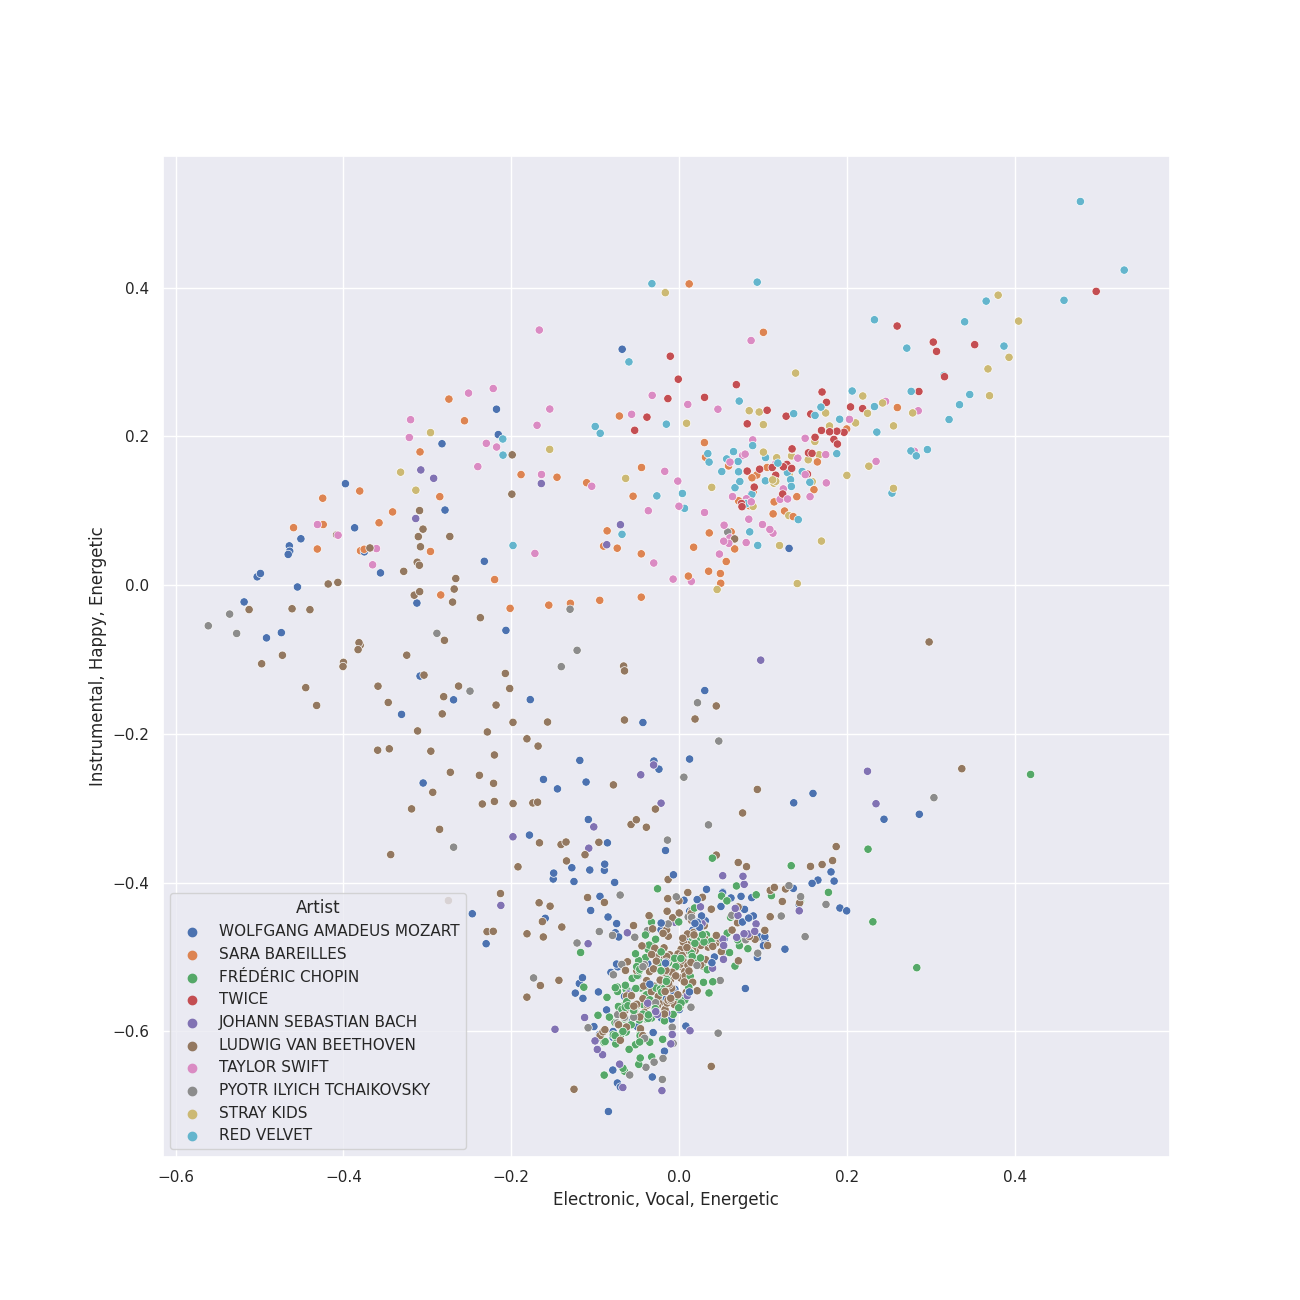 0.4
0.2
0.0
−0.2
−0.4
−0.6
Instrumental, Happy, Energetic
Artist
WOLFGANG AMADEUS MOZART
SARA BAREILLES
FRÉDÉRIC CHOPIN
TWICE
JOHANN SEBASTIAN BACH
LUDWIG VAN BEETHOVEN
TAYLOR SWIFT
PYOTR ILYICH TCHAIKOVSKY
STRAY KIDS
RED VELVET
−0.6 −0.4 −0.2 0.0 0.2 0.4
Electronic, Vocal, Energetic